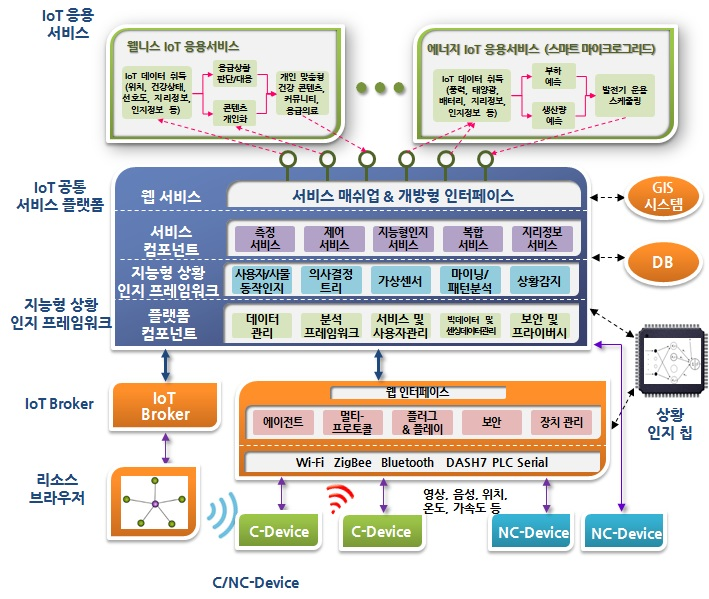 IoT 응용
서비스
웰니스 IoT 응용서비스
IoT 데이터 취득
(위치, 건강상태,
선호도, 지리정보,
인지정보 등)
응급상황
판단/대응
콘텐츠
개인화
개인 맞춤형
건강 콘텐츠,
커뮤니티,
응급의료
에너지 IoT 응용서비스 (스마트 마이크로그리드)
IoT 데이터 취득
(풍력, 태양광,
배터리, 지리정보,
인지정보 등)
부하
예측
생산량
예측
발전기 운용
스케줄링
IoT 공통
서비스 플랫폼
웹 서비스
서비스 매쉬업 & 개방형 인터페이스
서비스
컴포넌트
측정
서비스
제어
서비스
지능형인지
서비스
복합
서비스
지리정보
서비스
지능형 상황
인지 프레임워크
사용자/사물
동작인지
의사결정
트리
가상센서
마이닝/
패턴분석
상황감지
지능형 상황
인지 프레임워크
플랫폼
컴포넌트
데이터
관리
분석
프레임워크
서비스 및
사용자관리
빅데이터 및
센싱데이터관리
보안 및
프라이버시
GIS
시스템
DB
상황
인지 칩
IoT Broker
IoT
Broker
웹 인터페이스
에이전트
멀티-
프로토콜
플러그
& 플레이
보안
장치 관리
Wi-Fi ZigBee Bluetooth DASH7 PLC Serial
리소스
브라우저
영상, 음성, 위치,
온도, 가속도 등
C-Device
C-Device
NC-Device
NC-Device
C/NC-Device